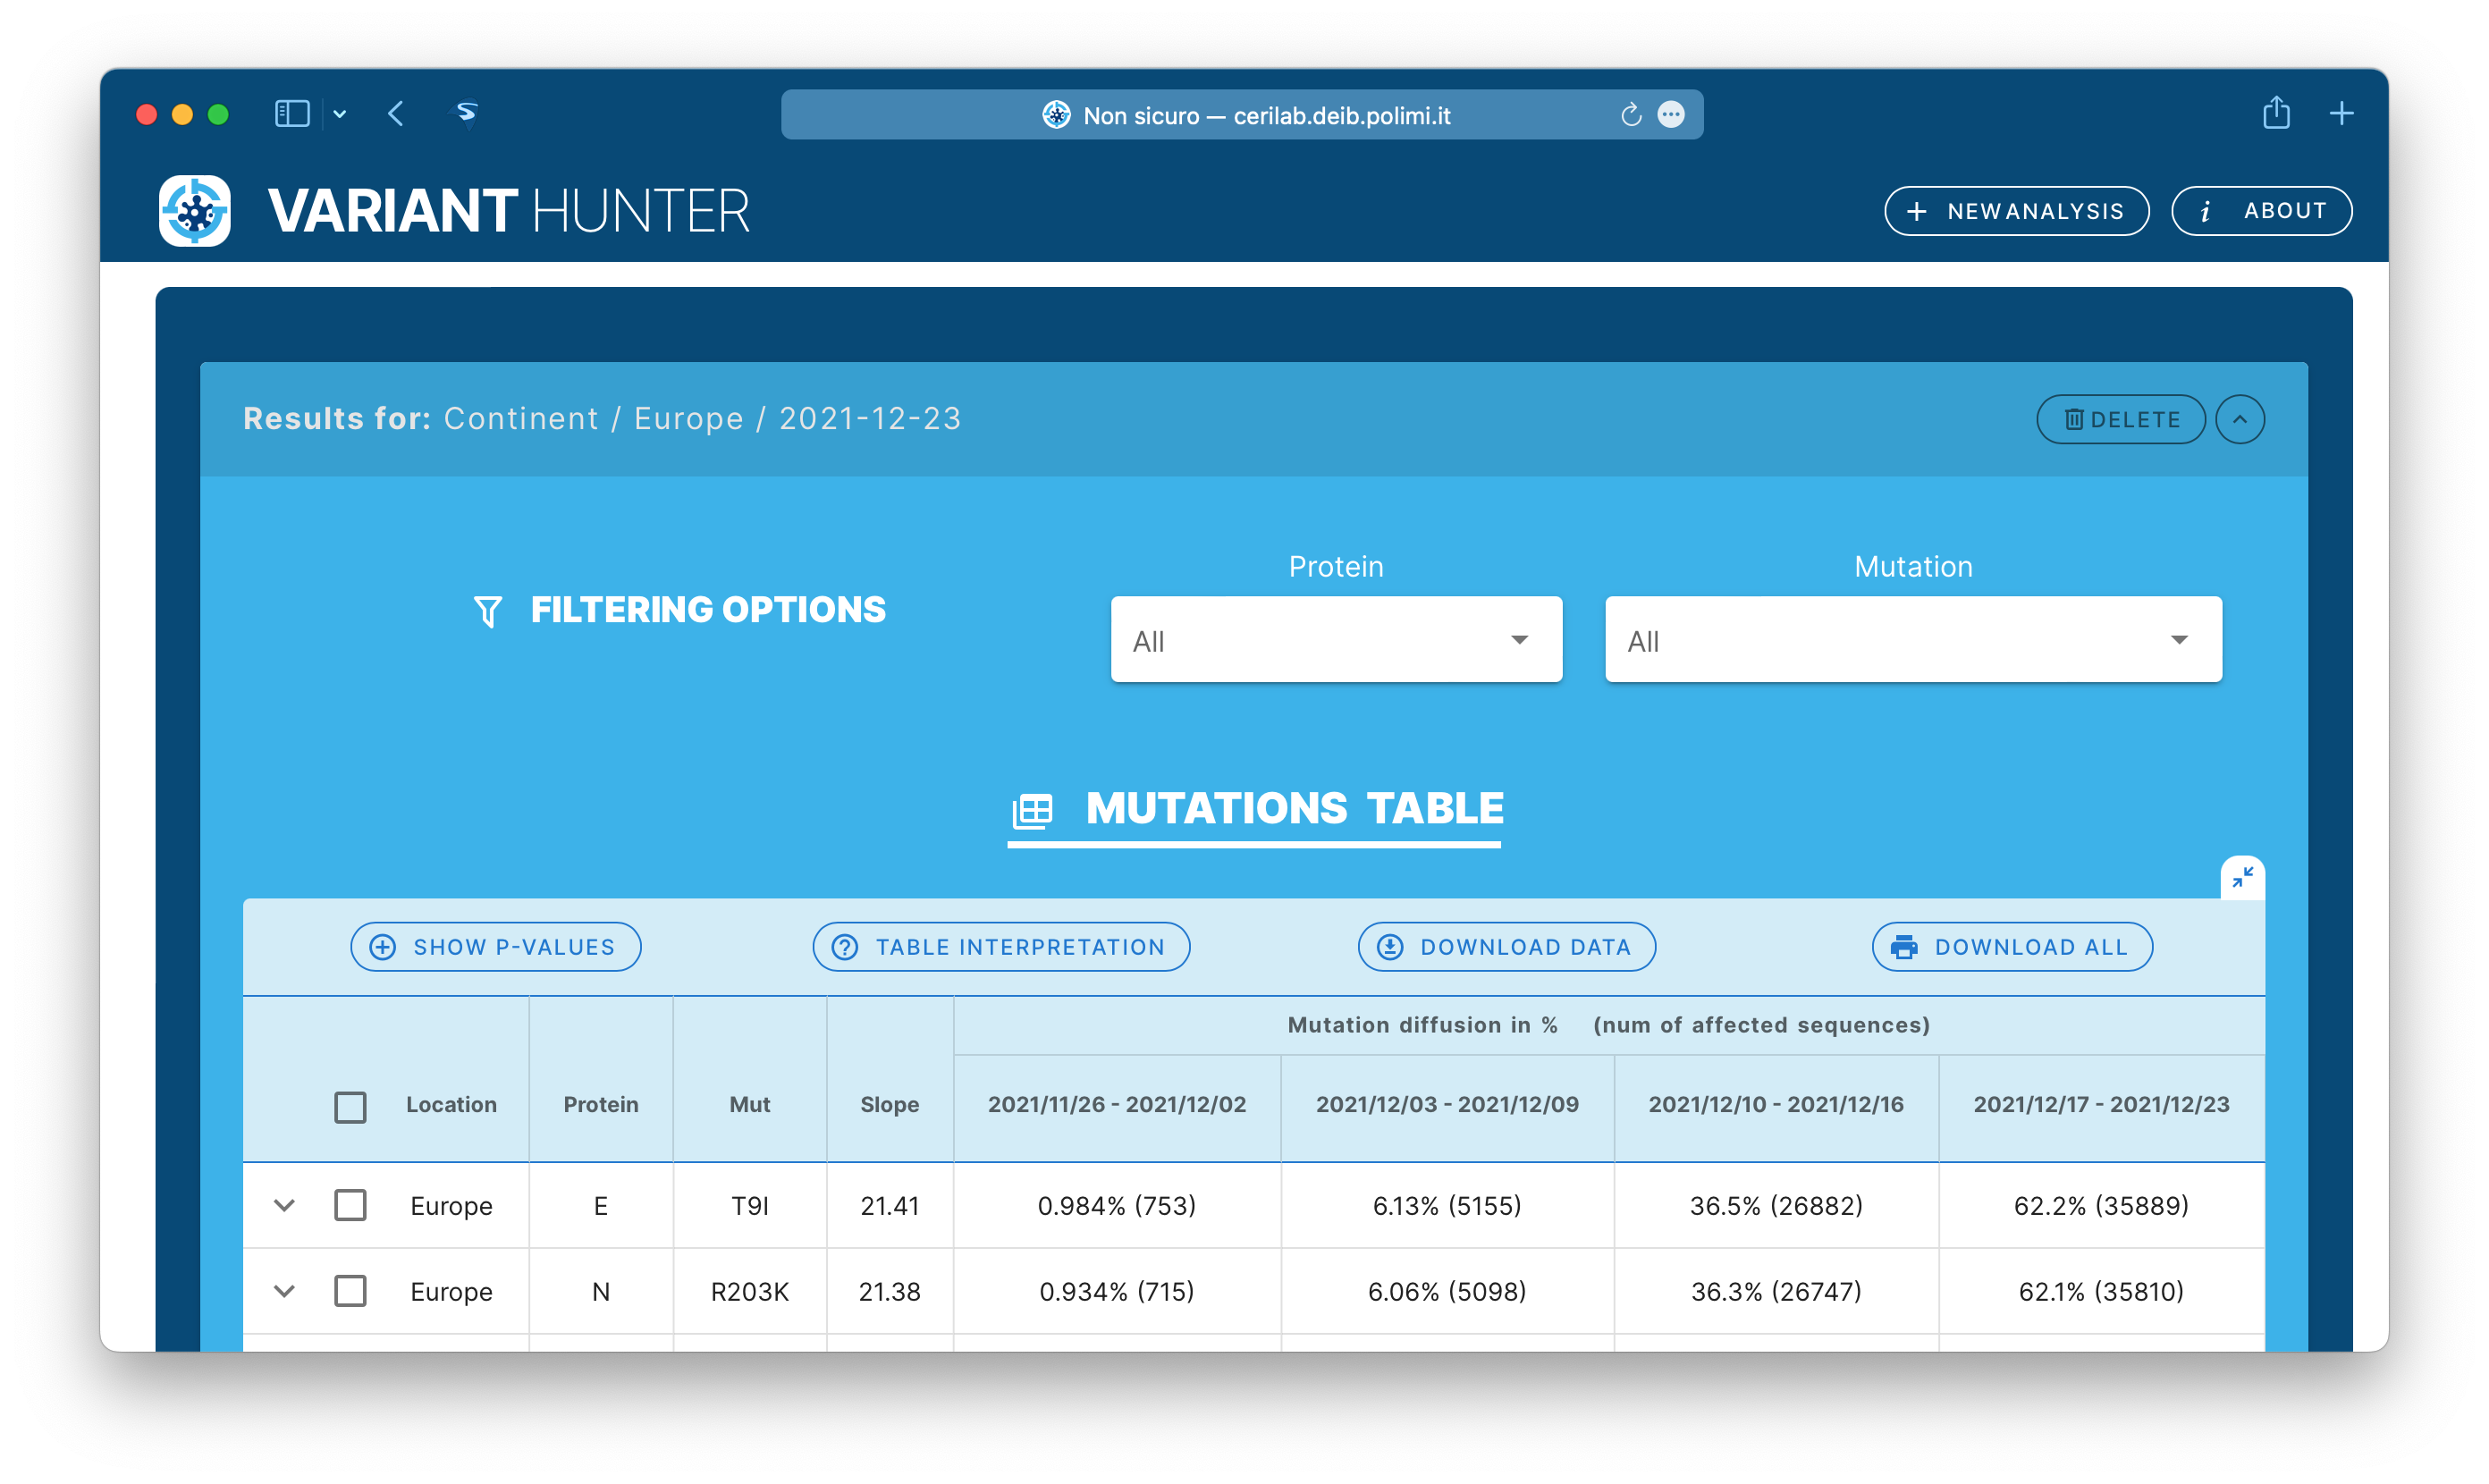 Non sicuro — cerilab.deib.polimi.it
VARIANT HUNTER
+ NEWANALYSIS
i ABOUT
Results for: Continent / Europe / 2021-12-23
DELETE
FILTERING OPTIONS
Protein
Mutation
All
All
MUTATIONS TABLE
SHOW P-VALUES
TABLE INTERPRETATION
DOWNLOAD DATA
DOWNLOAD ALL
Mutation diffusion in % (num of affected sequences)
Location Protein Mut Slope 2021/11/26 - 2021/12/02 2021/12/03 - 2021/12/09 2021/12/10 - 2021/12/16 2021/12/17 - 2021/12/23
Europe E T9I 21.41 0.984% (753) 6.13% (5155) 36.5% (26882) 62.2% (35889)
Europe N R203K 21.38 0.934% (715) 6.06% (5098) 36.3% (26747) 62.1% (35810)